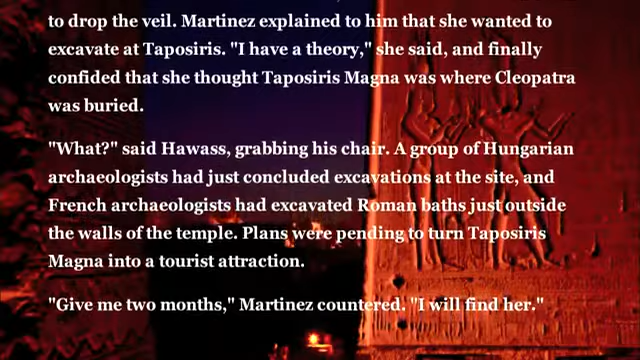 to drop the veil. Martinez explained to him that she wanted to
excavate at Taposiris. "I have a theory," she said, and finally
confided that she thought Taposiris Magna was where Cleopatra
was buried.
"What?" said Hawass, grabbing his chair. A group of Hungarian
archaeologists had just concluded excavations at the site, and
French archaeologists had excavated Roman baths just outside
the walls of the temple. Plans were pending to turn Taposiris
Magna into a tourist attraction.
"Give me two months," Martinez countered. "I will find her."